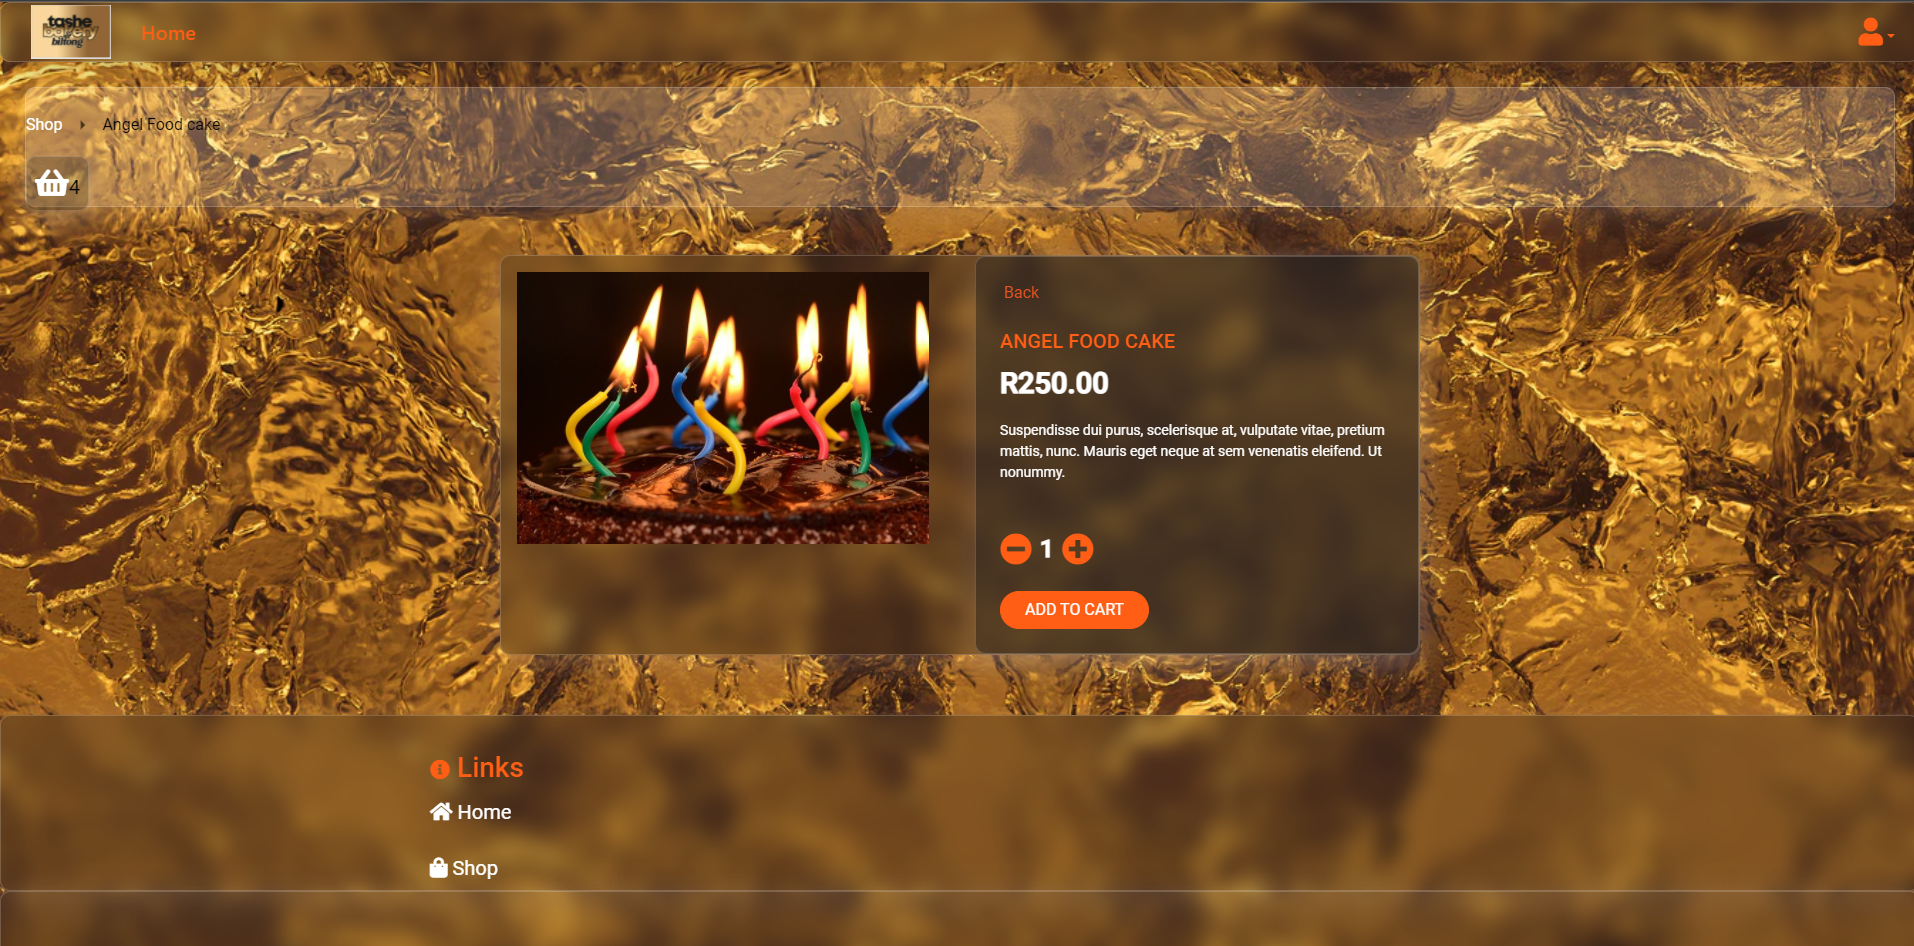 tashe
bakery
biltong
Home
Shop
Angel Food cake
4
Back
ANGEL FOOD CAKE
R250.00
Suspendisse dui purus, scelerisque at, vulputate vitae, pretium
mattis, nunc. Mauris eget neque at sem venenatis eleifend. Ut
nonummy.
1
ADD TO CART
Links
Home
Shop